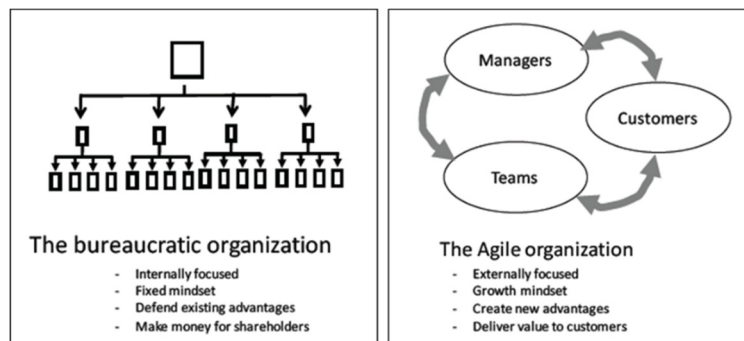 The bureaucratic organization
- Internally focused
- Fixed mindset
- Defend existing advantages
- Make money for shareholders
Managers
Customers
Teams
The Agile organization
- Externally focused
- Growth mindset
- Create new advantages
- Deliver value to customers